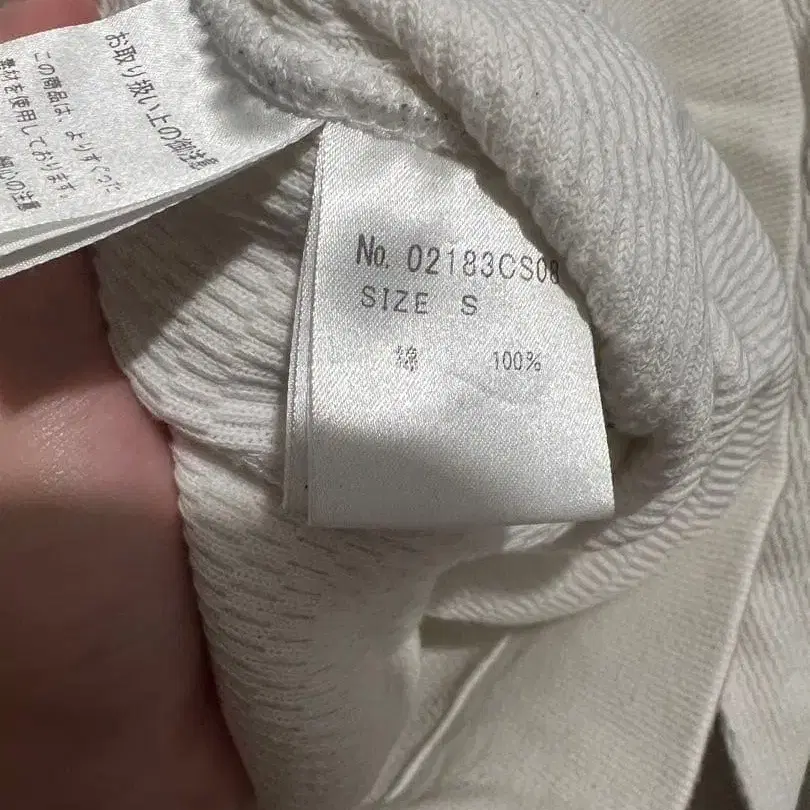 お取り扱い上の御注意
この商品は よりすぐった
素材を使用しております。
No. 02183CS08
SIZE S
綿 100%